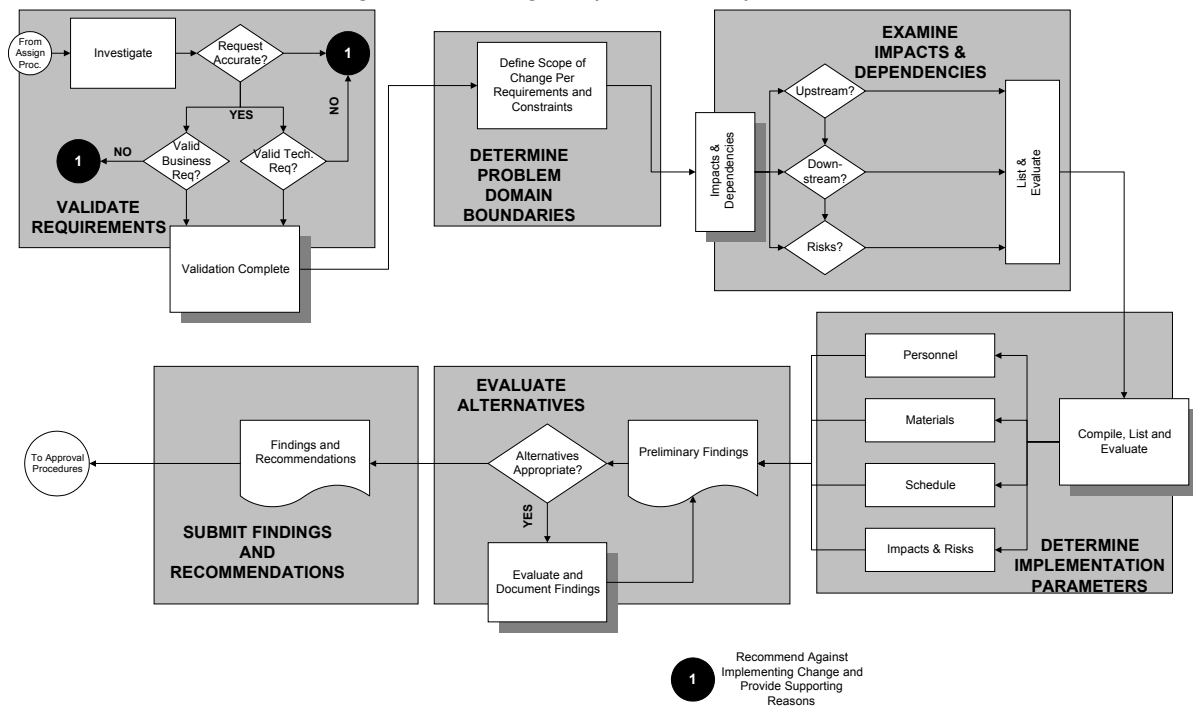 From
Assign
Proc.
Investigate
Request
Accurate?
1
YES
NO
1
NO
Valid
Business
Req?
Valid Tech.
Req?
VALIDATE
REQUIREMENTS
Validation Complete
Define Scope of
Change Per
Requirements and
Constraints
DETERMINE
PROBLEM
DOMAIN
BOUNDARIES
EXAMINE
IMPACTS &
DEPENDENCIES
Impacts &
Dependencies
Upstream?
Down-
stream?
Risks?
List &
Evaluate
Personnel
Materials
Schedule
Impacts & Risks
Compile, List and
Evaluate
DETERMINE
IMPLEMENTATION
PARAMETERS
EVALUATE
ALTERNATIVES
Alternatives
Appropriate?
Preliminary Findings
YES
Evaluate and
Document Findings
Findings and
Recommendations
SUBMIT FINDINGS
AND
RECOMMENDATIONS
To Approval
Procedures
1
Recommend Against
Implementing Change and
Provide Supporting
Reasons